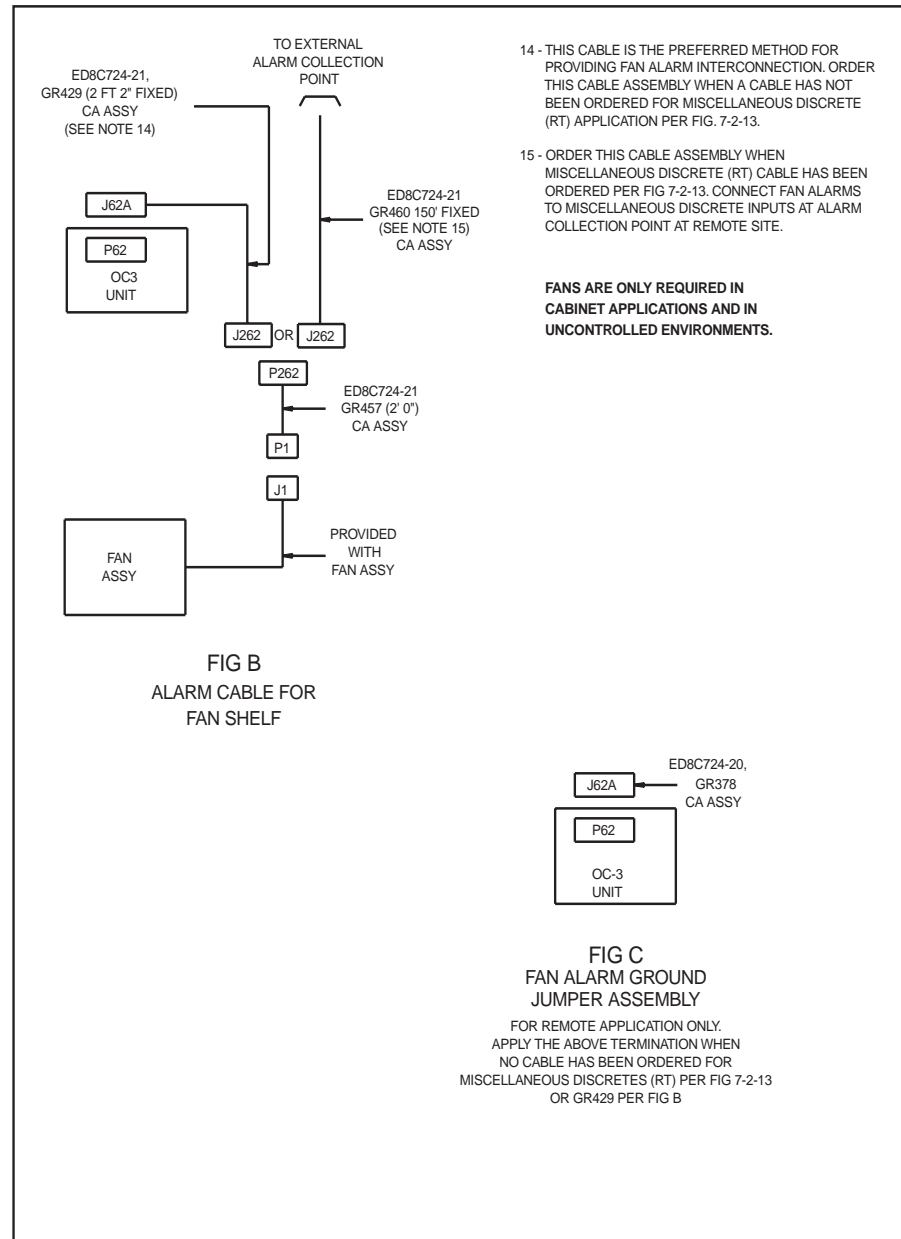 TO EXTERNAL
ALARM COLLECTION
POINT
ED8C724-21,
GR429 (2 FT 2" FIXED)
CA ASSY
(SEE NOTE 14)
J62A
P62
OC3
UNIT
ED8C724-21
GR460 150' FIXED
(SEE NOTE 15)
CA ASSY
J262 OR J262
P262
ED8C724-21
GR457 (2' 0")
CA ASSY
P1
J1
FAN
ASSY
PROVIDED
WITH
FAN ASSY
FIG B
ALARM CABLE FOR
FAN SHELF
14 - THIS CABLE IS THE PREFERRED METHOD FOR
PROVIDING FAN ALARM INTERCONNECTION. ORDER
THIS CABLE ASSEMBLY WHEN A CABLE HAS NOT
BEEN ORDERED FOR MISCELLANEOUS DISCRETE
(RT) APPLICATION PER FIG. 7-2-13.
15 - ORDER THIS CABLE ASSEMBLY WHEN
MISCELLANEOUS DISCRETE (RT) CABLE HAS BEEN
ORDERED PER FIG 7-2-13. CONNECT FAN ALARMS
TO MISCELLANEOUS DISCRETE INPUTS AT ALARM
COLLECTION POINT AT REMOTE SITE.
FANS ARE ONLY REQUIRED IN
CABINET APPLICATIONS AND IN
UNCONTROLLED ENVIRONMENTS.
ED8C724-20,
GR378
CA ASSY
J62A
P62
OC-3
UNIT
FIG C
FAN ALARM GROUND
JUMPER ASSEMBLY
FOR REMOTE APPLICATION ONLY.
APPLY THE ABOVE TERMINATION WHEN
NO CABLE HAS BEEN ORDERED FOR
MISCELLANEOUS DISCRETES (RT) PER FIG 7-2-13
OR GR429 PER FIG B